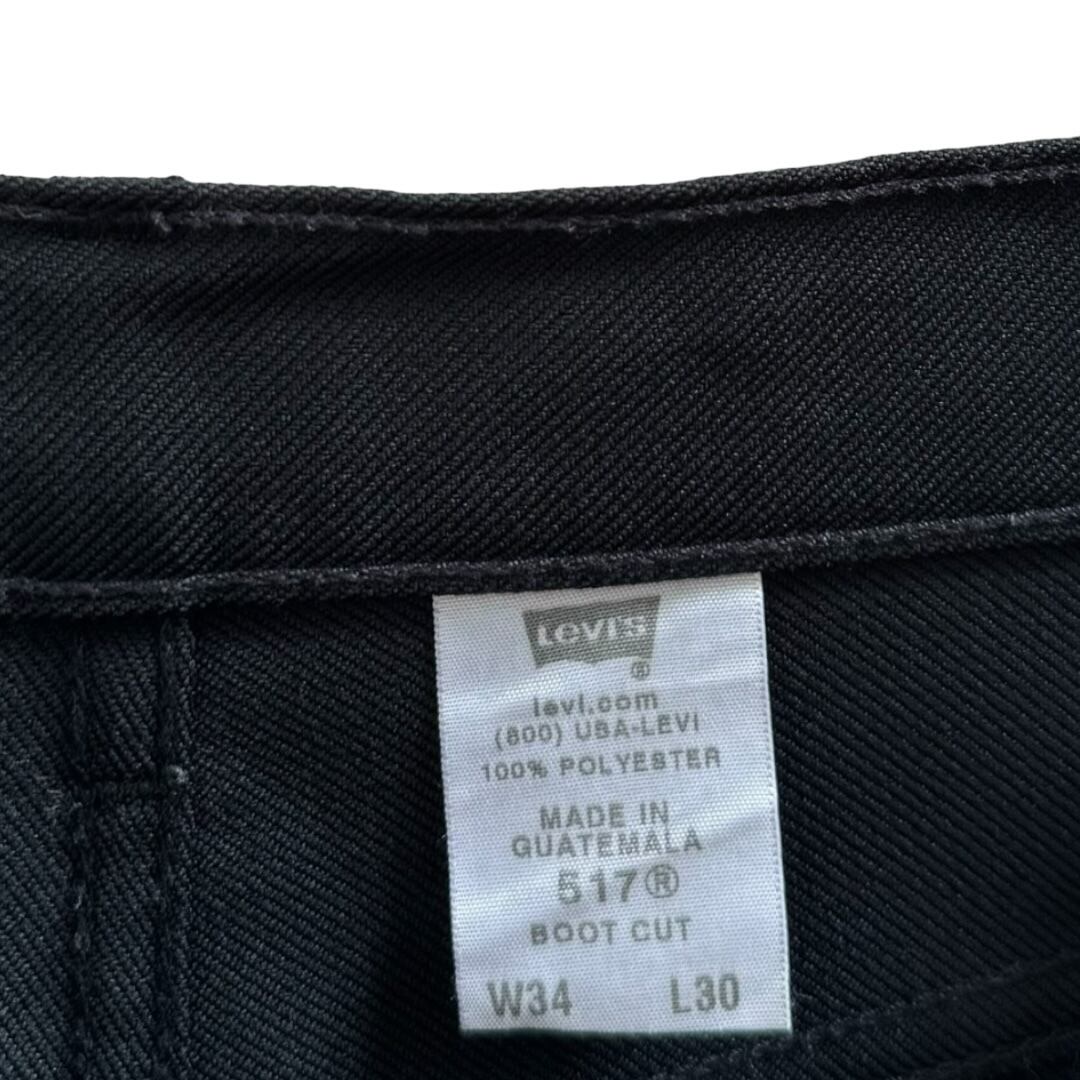 Levi's
®
levi.com
(800) USA-LEVI
100% POLYESTER
MADE IN
GUATEMALA
517®
BOOT CUT
W34 L30